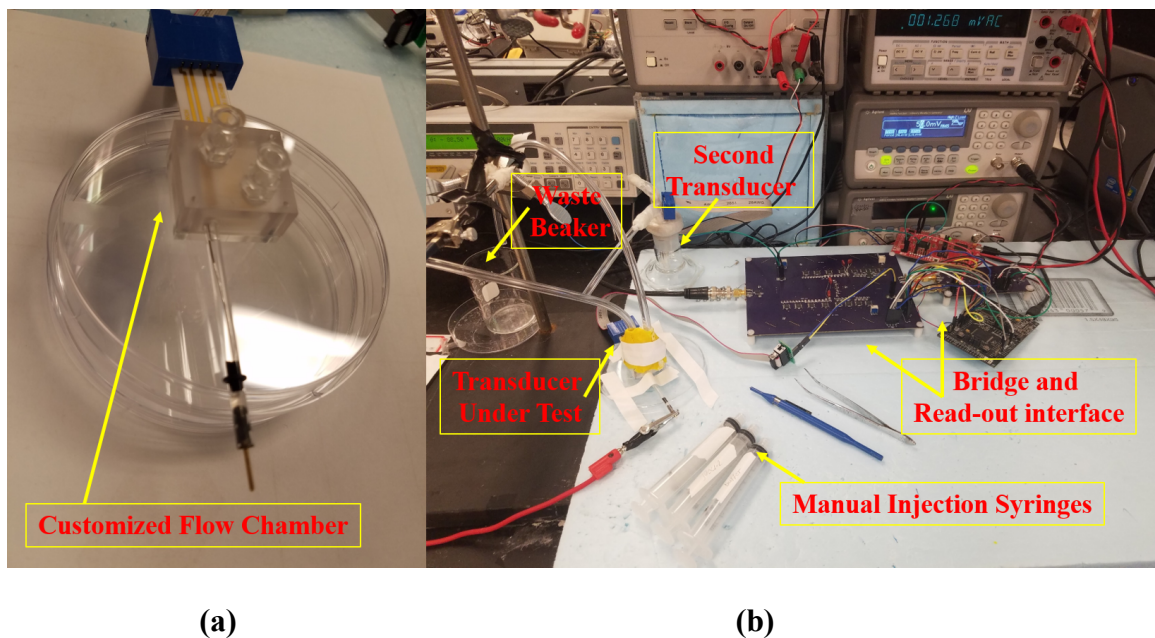 Customized Flow Chamber
001.268 mVAC
Second
Transducer
Waste
Beaker
Transducer
Under Test
Bridge and
Read-out interface
Manual Injection Syringes
(a)
(b)